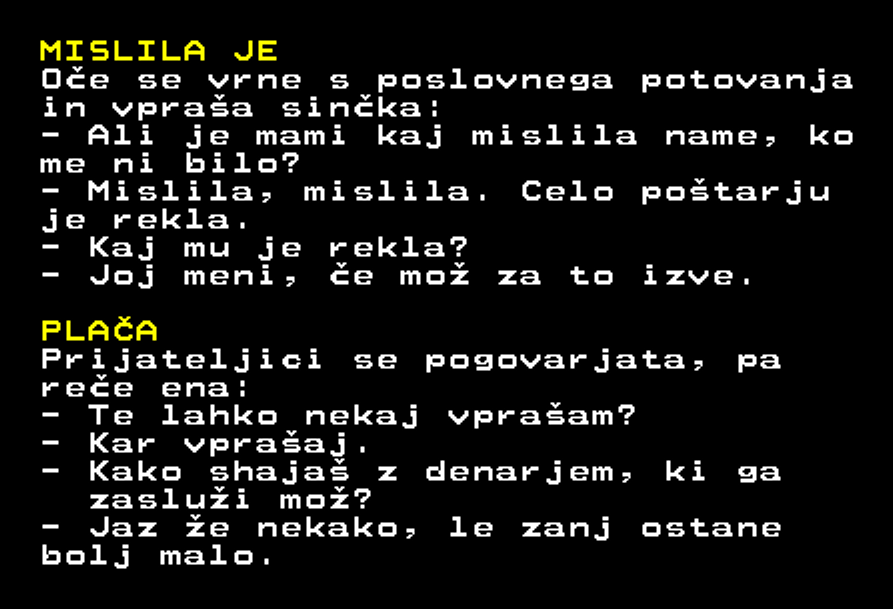 MISLILA JE
Oče se vrne s poslovnega potovanja
in vpraša sinčka:
- Ali je mami kaj mislila name, ko
me ni bilo?
- Mislila, mislila. Celo poštarju
je rekla.
- Kaj mu je rekla?
- Joj meni, če mož za to izve.
PLAČA
Prijateljici se pogovarjata, pa
reče ena:
- Te lahko nekaj vprašam?
- Kar vprašaj.
- Kako shajaš z denarjem, ki ga
zasluži mož?
- Jaz že nekako, le zanj ostane
bolj malo.